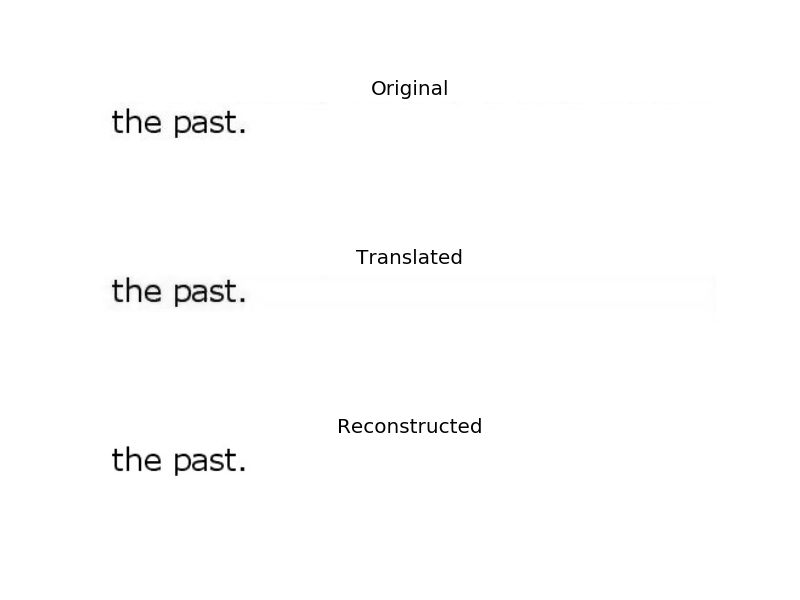 Original
the past.
Translated
the past.
Reconstructed
the past.